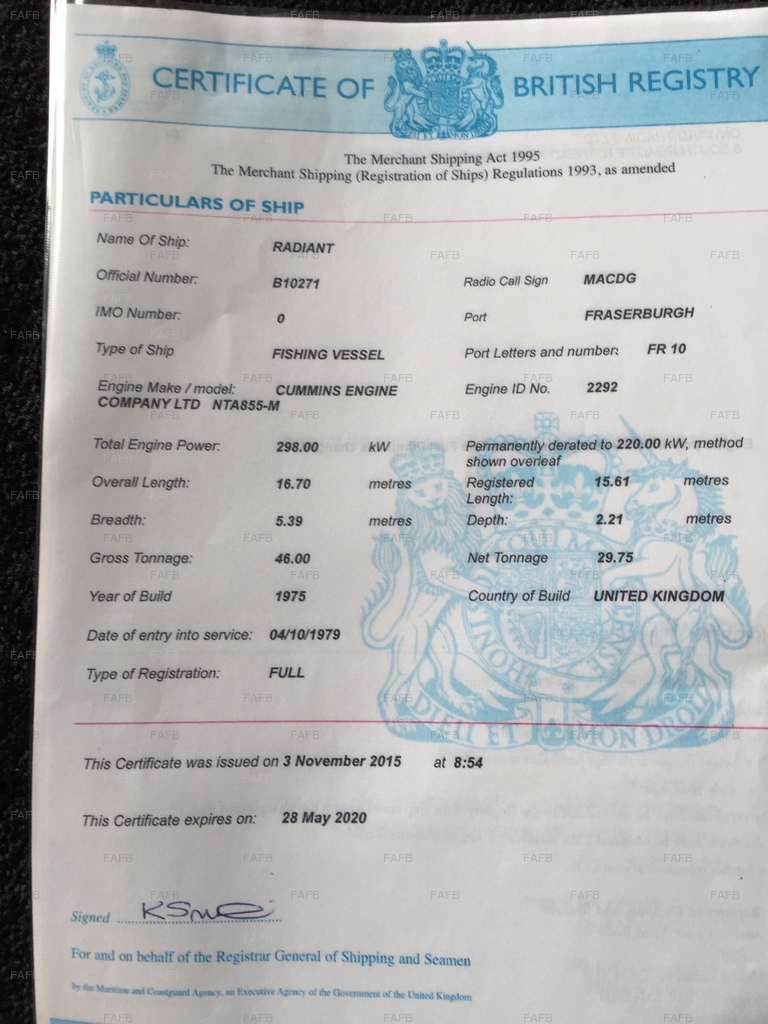 CERTIFICATE OF BRITISH REGISTRY
The Merchant Shipping Act 1995
The Merchant Shipping (Registration of Ships) Regulations 1993, as amended
PARTICULARS OF SHIP
Name Of Ship: RADIANT
Official Number: B10271 Radio Call Sign MACDG
IMO Number: 0 Port FRASERBURGH
Type of Ship FISHING VESSEL Port Letters and number: FR 10
Engine Make / model: CUMMINS ENGINE Engine ID No. 2292
COMPANY LTD NTA855-M
Total Engine Power: 298.00 kW Permanently derated to 220.00 kW, method
shown overleaf
Overall Length: 16.70 metres Registered 15.61 metres
Length:
Breadth: 5.39 metres Depth: 2.21 metres
Gross Tonnage: 46.00 Net Tonnage 29.75
Year of Build 1975 Country of Build UNITED KINGDOM
Date of entry into service: 04/10/1979
Type of Registration: FULL
DIEU ET MON DROIT
This Certificate was issued on 3 November 2015 at 8:54
This Certificate expires on: 28 May 2020
Signed
For and on behalf of the Registrar General of Shipping and Seamen
by the Maritime and Coastguard Agency, an Executive Agency of the Government of the United Kingdom
FAFB